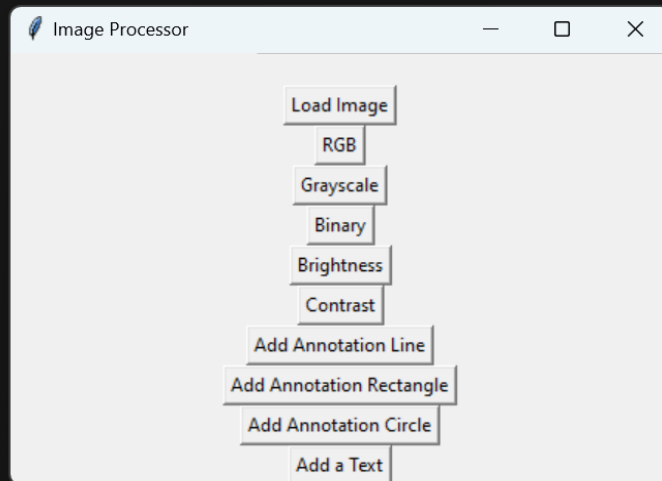 Image Processor
Load Image
RGB
Grayscale
Binary
Brightness
Contrast
Add Annotation Line
Add Annotation Rectangle
Add Annotation Circle
Add a Text